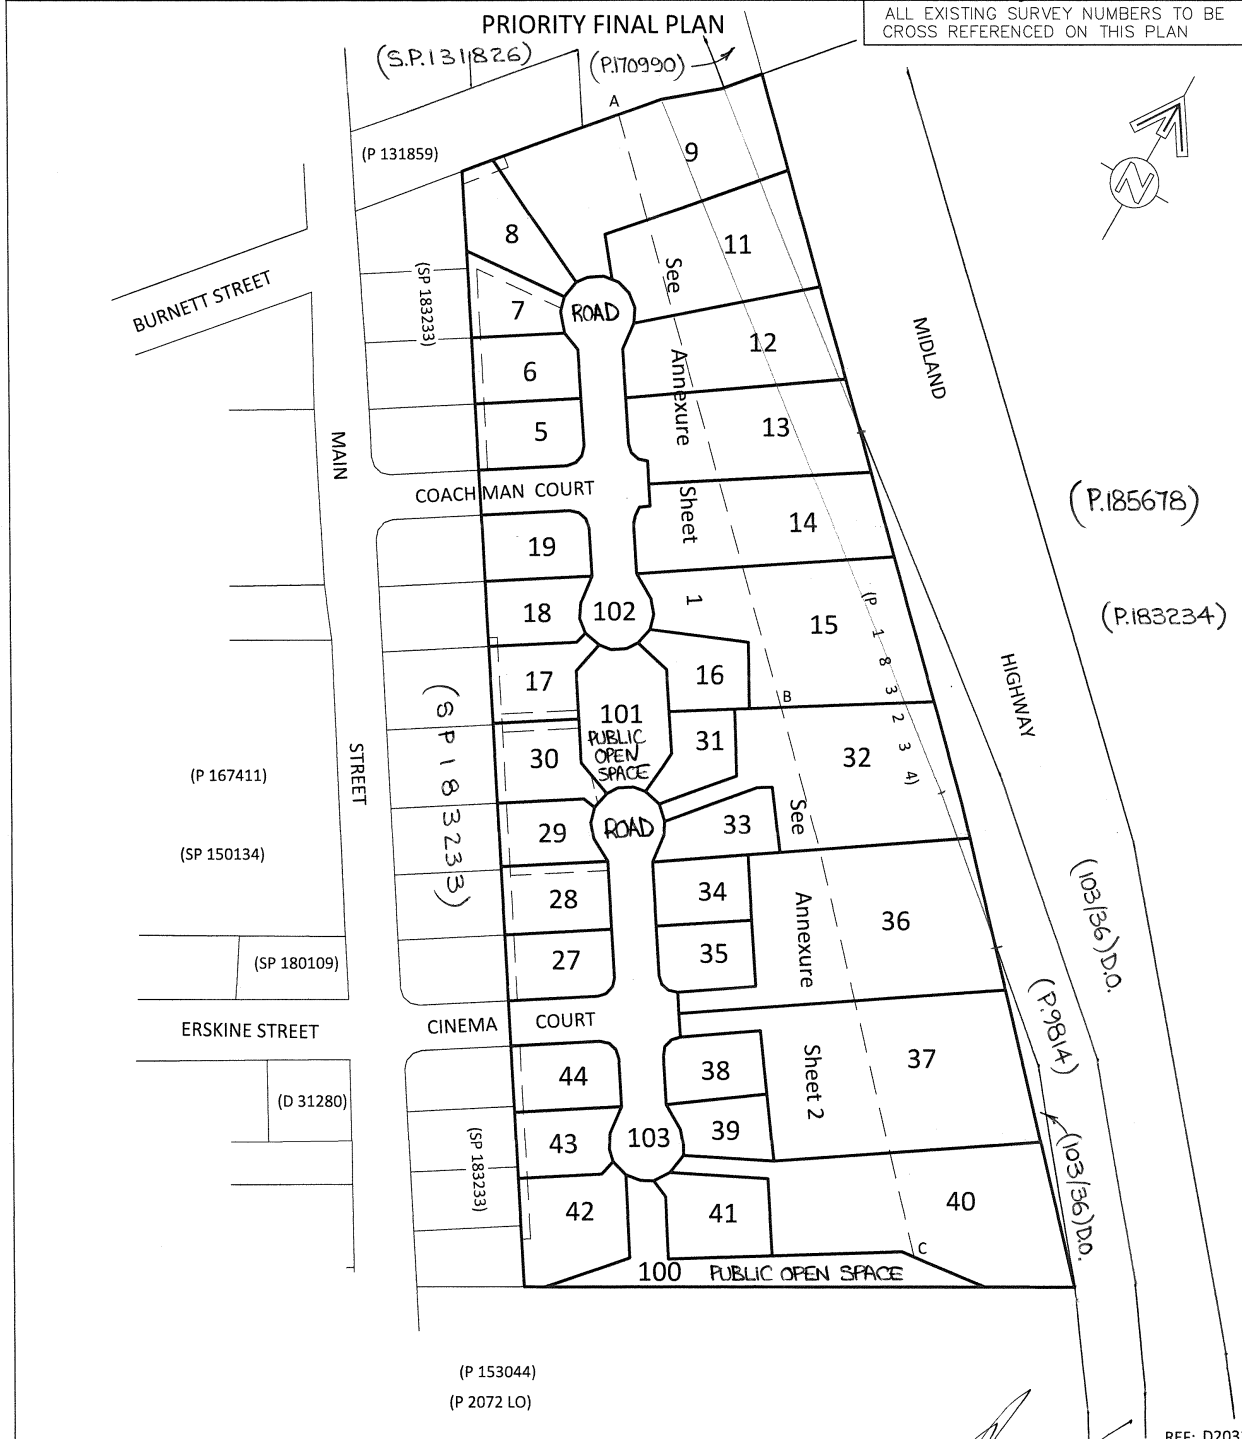 PRIORITY FINAL PLAN
ALL EXISTING SURVEY NUMBERS TO BE
CROSS REFERENCED ON THIS PLAN
(S.P.131826)
(P.170990)
A
(P 131859)
9
8
11
See
(SP 183233)
BURNETT STREET
7
ROAD
12
MIDLAND
6
Annexure
5
13
MAIN
COACHMAN COURT
Sheet
14
(P.185678)
19
18
102
1
15
(P 183234)
(P.183234)
17
16
HIGHWAY
B
101
PUBLIC
OPEN
SPACE
31
(SP183233)
30
32
STREET
(P 167411)
29
ROAD
33
See
(SP 150134)
28
34
Annexure
36
(103/36)D.O.
27
35
(SP 180109)
(P.9814)
ERSKINE STREET
CINEMA COURT
44
38
Sheet 2
37
(D 31280)
43
103
39
(SP 183233)
(103/36)D.O.
42
41
40
C
100 PUBLIC OPEN SPACE
(P 153044)
(P 2072 LO)